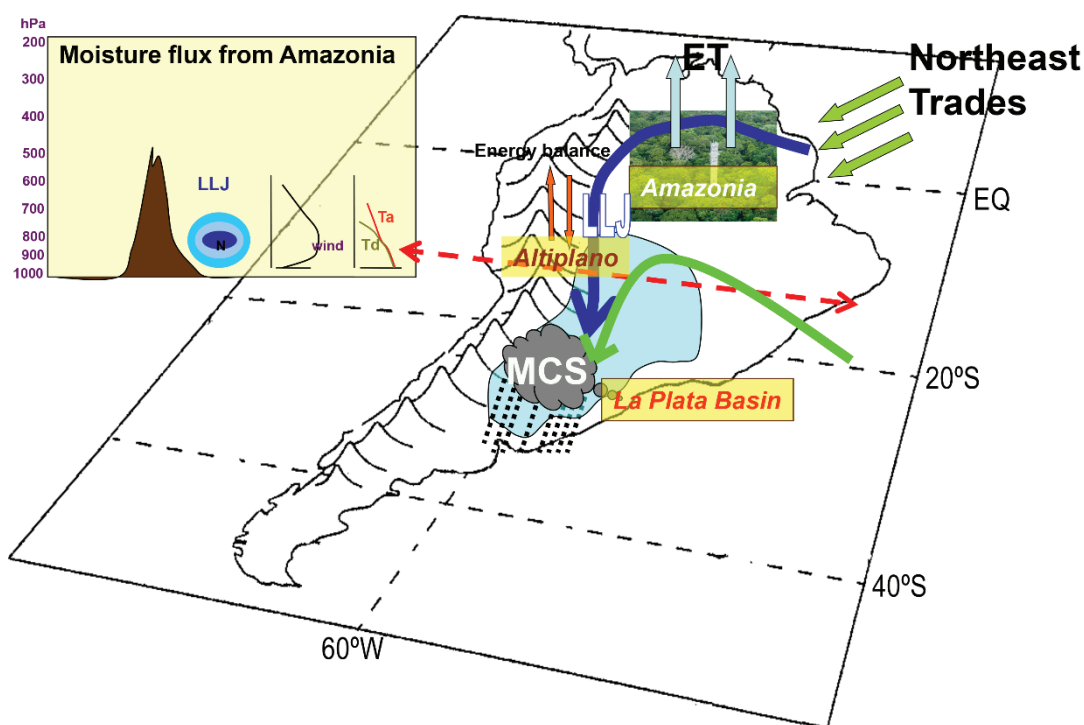 hPa
200
300
400
500
600
700
800
900
1000
Moisture flux from Amazonia
LLJ
N
wind
Ta
Td
ET
Northeast
Trades
Energy balance
Amazonia
LLJ
EQ
Altiplano
MCS
La Plata Basin
20ºS
40ºS
60ºW